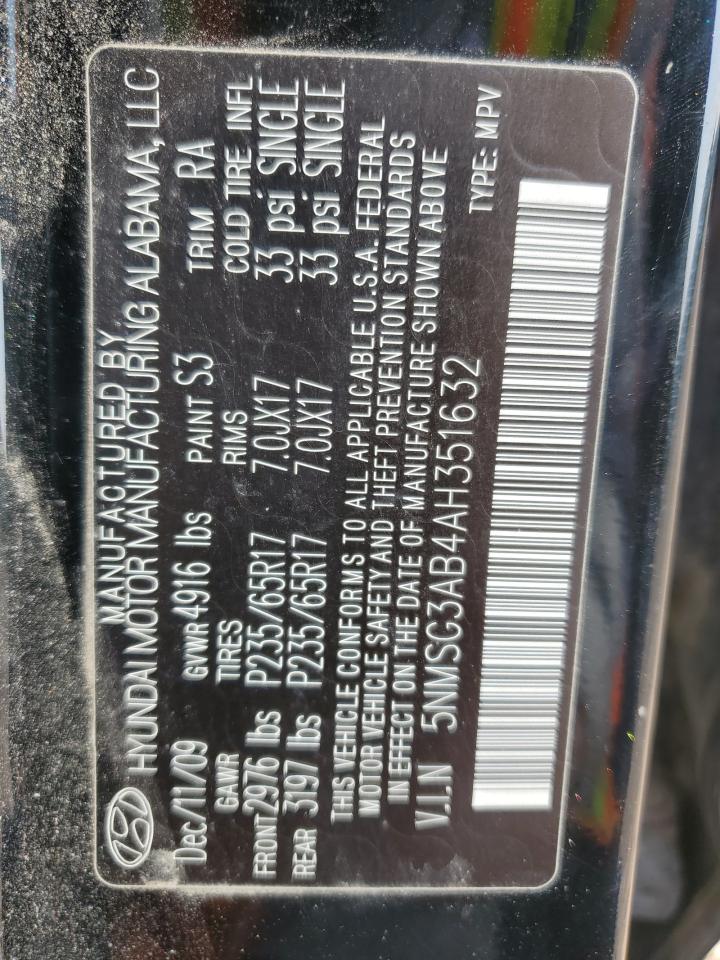 MANUFACTURED BY
HYUNDAI MOTOR MANUFACTURING ALABAMA, LLC
Dec/11/09 GVWR 4916 lbs PAINT S3 TRIM RA
GAWR TIRES RIMS COLD TIRE INFL
FRONT 2976 lbs P235/65R17 7.0JX17 33 psi SINGLE
REAR 3197 lbs P235/65R17 7.0JX17 33 psi SINGLE
THIS VEHICLE CONFORMS TO ALL APPLICABLE U.S.A. FEDERAL
MOTOR VEHICLE SAFETY AND THEFT PREVENTION STANDARDS
IN EFFECT ON THE DATE OF MANUFACTURE SHOWN ABOVE
V.I.N 5NMSC3AB4AH351632
TYPE: MPV